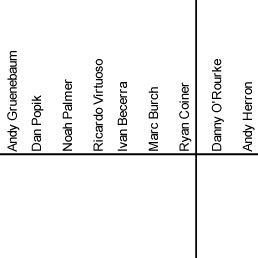 Andy Gruenebaum
Dan Popik
Noah Palmer
Ricardo Virtuoso
Ivan Becerra
Marc Burch
Ryan Coiner
Danny O'Rourke
Andy Herron